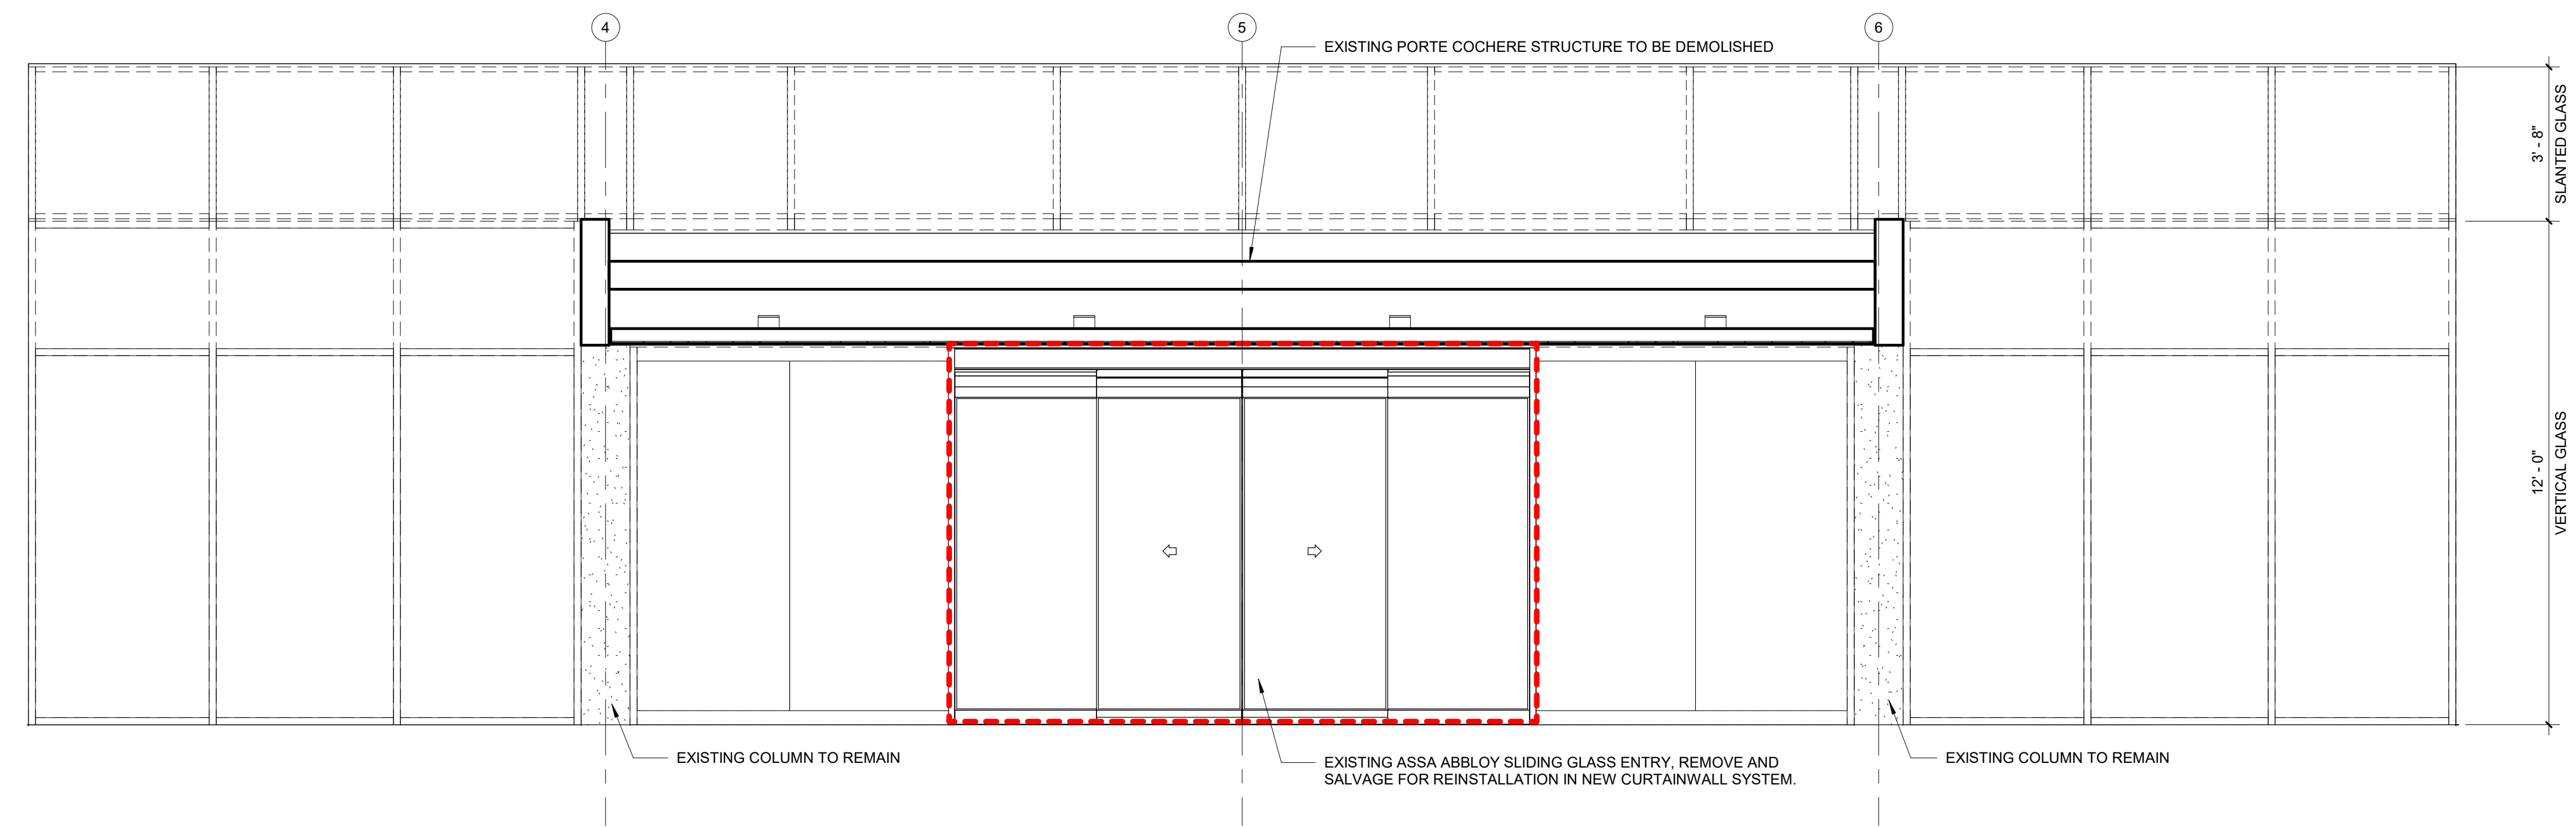 4
5
6
EXISTING PORTE COCHERE STRUCTURE TO BE DEMOLISHED
3' - 8"
SLANTED GLASS
12' - 0"
VERTICAL GLASS
EXISTING COLUMN TO REMAIN
EXISTING ASSA ABBLOY SLIDING GLASS ENTRY, REMOVE AND
SALVAGE FOR REINSTALLATION IN NEW CURTAINWALL SYSTEM.
EXISTING COLUMN TO REMAIN